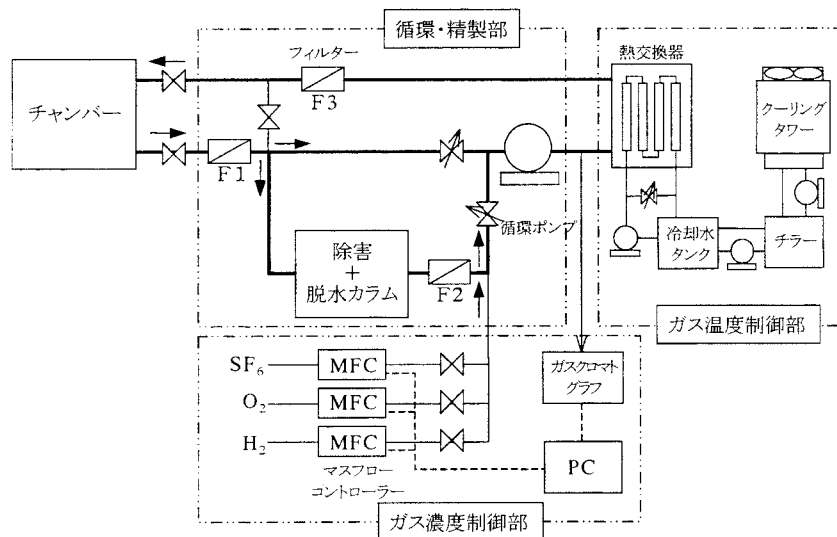 循環・精製部
フィルター
F3
チャンバー
F1
循環ポンプ
除害
+
脱水カラム
F2
熱交換器
クーリング
タワー
冷却水
タンク
チラー
ガス温度制御部
SF₆
MFC
O₂
MFC
H₂
MFC
マスフロー
コントローラー
ガスクロマト
グラフ
PC
ガス濃度制御部